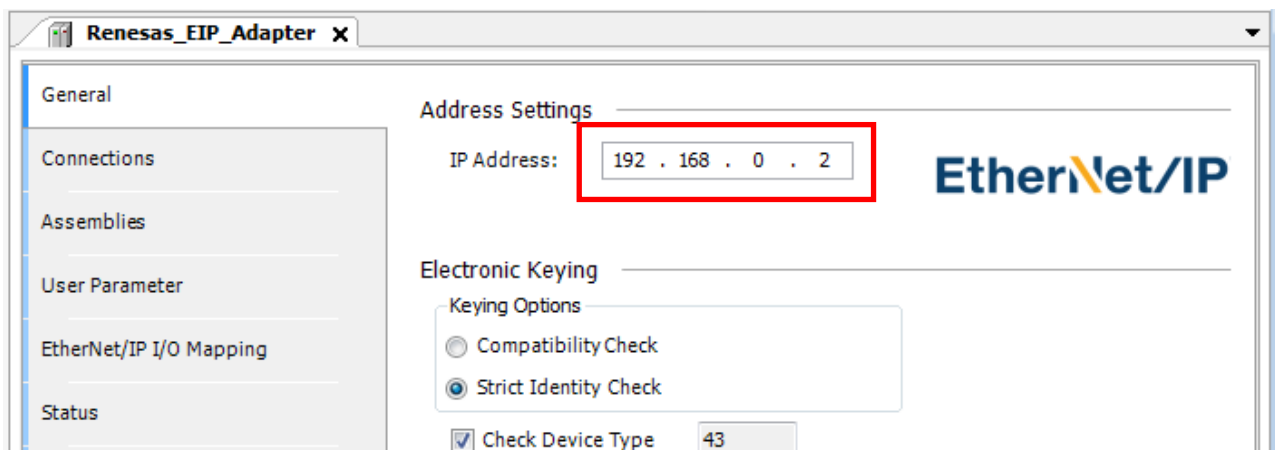 Renesas_EIP_Adapter x
General
Connections
Assemblies
User Parameter
EtherNet/IP I/O Mapping
Status
Address Settings
IP Address: 192 . 168 . 0 . 2
EtherNet/IP
Electronic Keying
Keying Options
Compatibility Check
Strict Identity Check
Check Device Type 43